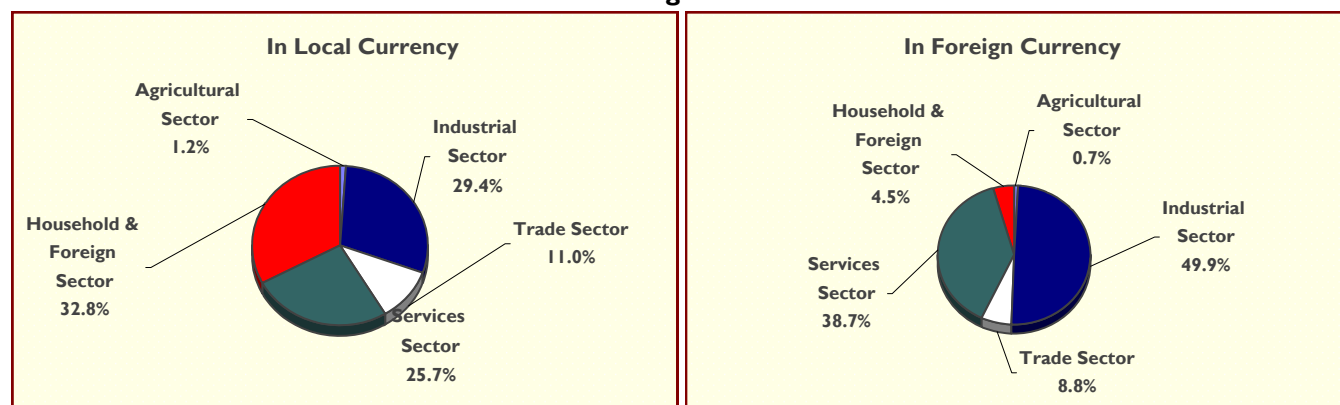 In Local Currency
Agricultural
Sector
1.2%
Industrial
Sector
29.4%
Trade Sector
11.0%
Household &
Foreign
Sector
32.8%
Services
Sector
25.7%
In Foreign Currency
Household &
Foreign
Sector
4.5%
Agricultural
Sector
0.7%
Industrial
Sector
49.9%
Services
Sector
38.7%
Trade Sector
8.8%